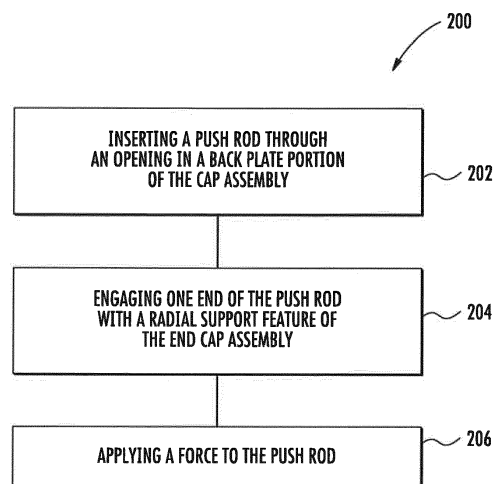 200
INSERTING A PUSH ROD THROUGH
AN OPENING IN A BACK PLATE PORTION
OF THE CAP ASSEMBLY
202
ENGAGING ONE END OF THE PUSH ROD
WITH A RADIAL SUPPORT FEATURE OF
THE END CAP ASSEMBLY
204
206
APPLYING A FORCE TO THE PUSH ROD